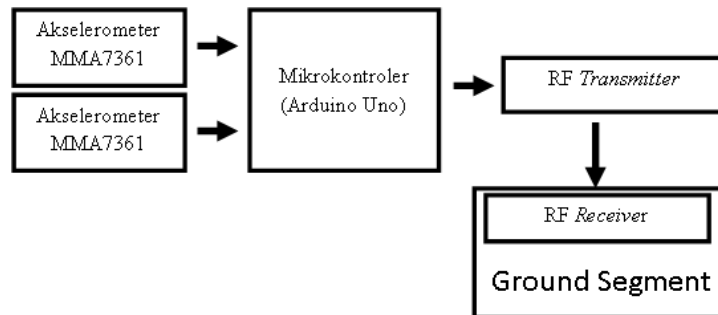 Akselerometer
MMA7361
Akselerometer
MMA7361
Mikrokontroler
(Arduino Uno)
RF Transmitter
RF Receiver
Ground Segment